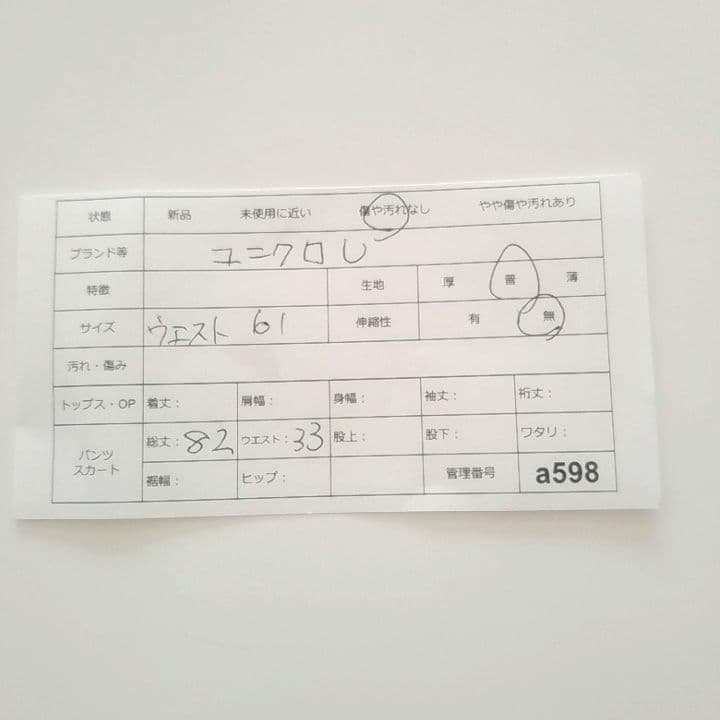 状態 新品 未使用に近い 傷や汚れなし やや傷や汚れあり
ブランド等 ユニクロU
特徴 生地 厚 普 薄
サイズ ウエスト 61 伸縮性 有 無
汚れ・傷み
トップス・OP 着丈： 肩幅： 身幅： 袖丈： 裄丈：
パンツ スカート 総丈：82 ウエスト：33 股上： 股下： ワタリ：
裾幅： ヒップ： 管理番号 a598